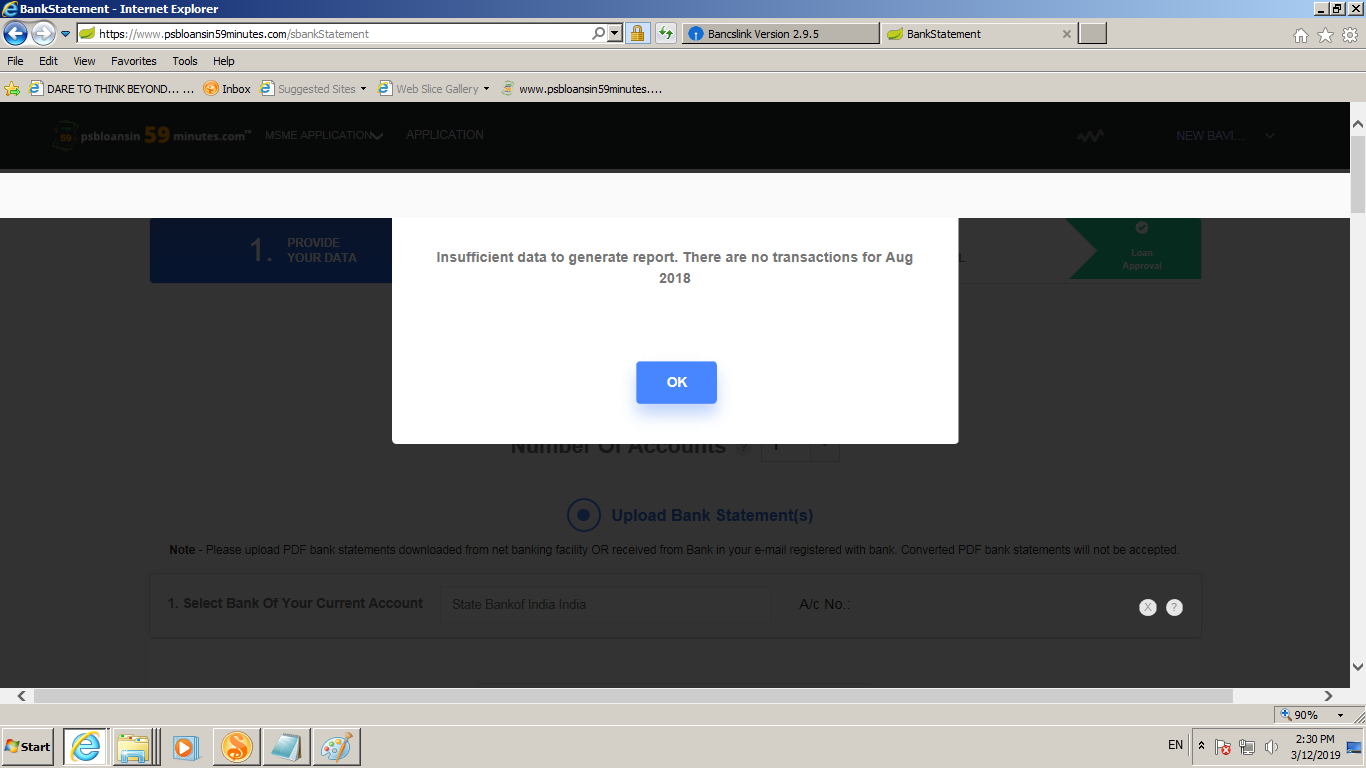 BankStatement - Internet Explorer
https://www.psbloansin59minutes.com/sbankStatement
Bancslink Version 2.9.5
BankStatement
File Edit View Favorites Tools Help
DARE TO THINK BEYOND... ...
Inbox
Suggested Sites
Web Slice Gallery
www.psbloansin59minutes....
59 psbloansin 59 minutes.com™
MSME APPLICATION
APPLICATION
NEW BAVI...
1. PROVIDE
YOUR DATA
Loan
Approval
Insufficient data to generate report. There are no transactions for Aug
2018
OK
Number Of Accounts ? 1
Upload Bank Statement(s)
Note - Please upload PDF bank statements downloaded from net banking facility OR received from Bank in your e-mail registered with bank. Converted PDF bank statements will not be accepted.
1. Select Bank Of Your Current Account
State Bankof India India
A/c No.:
X ?
90%
Start
EN
2:30 PM
3/12/2019